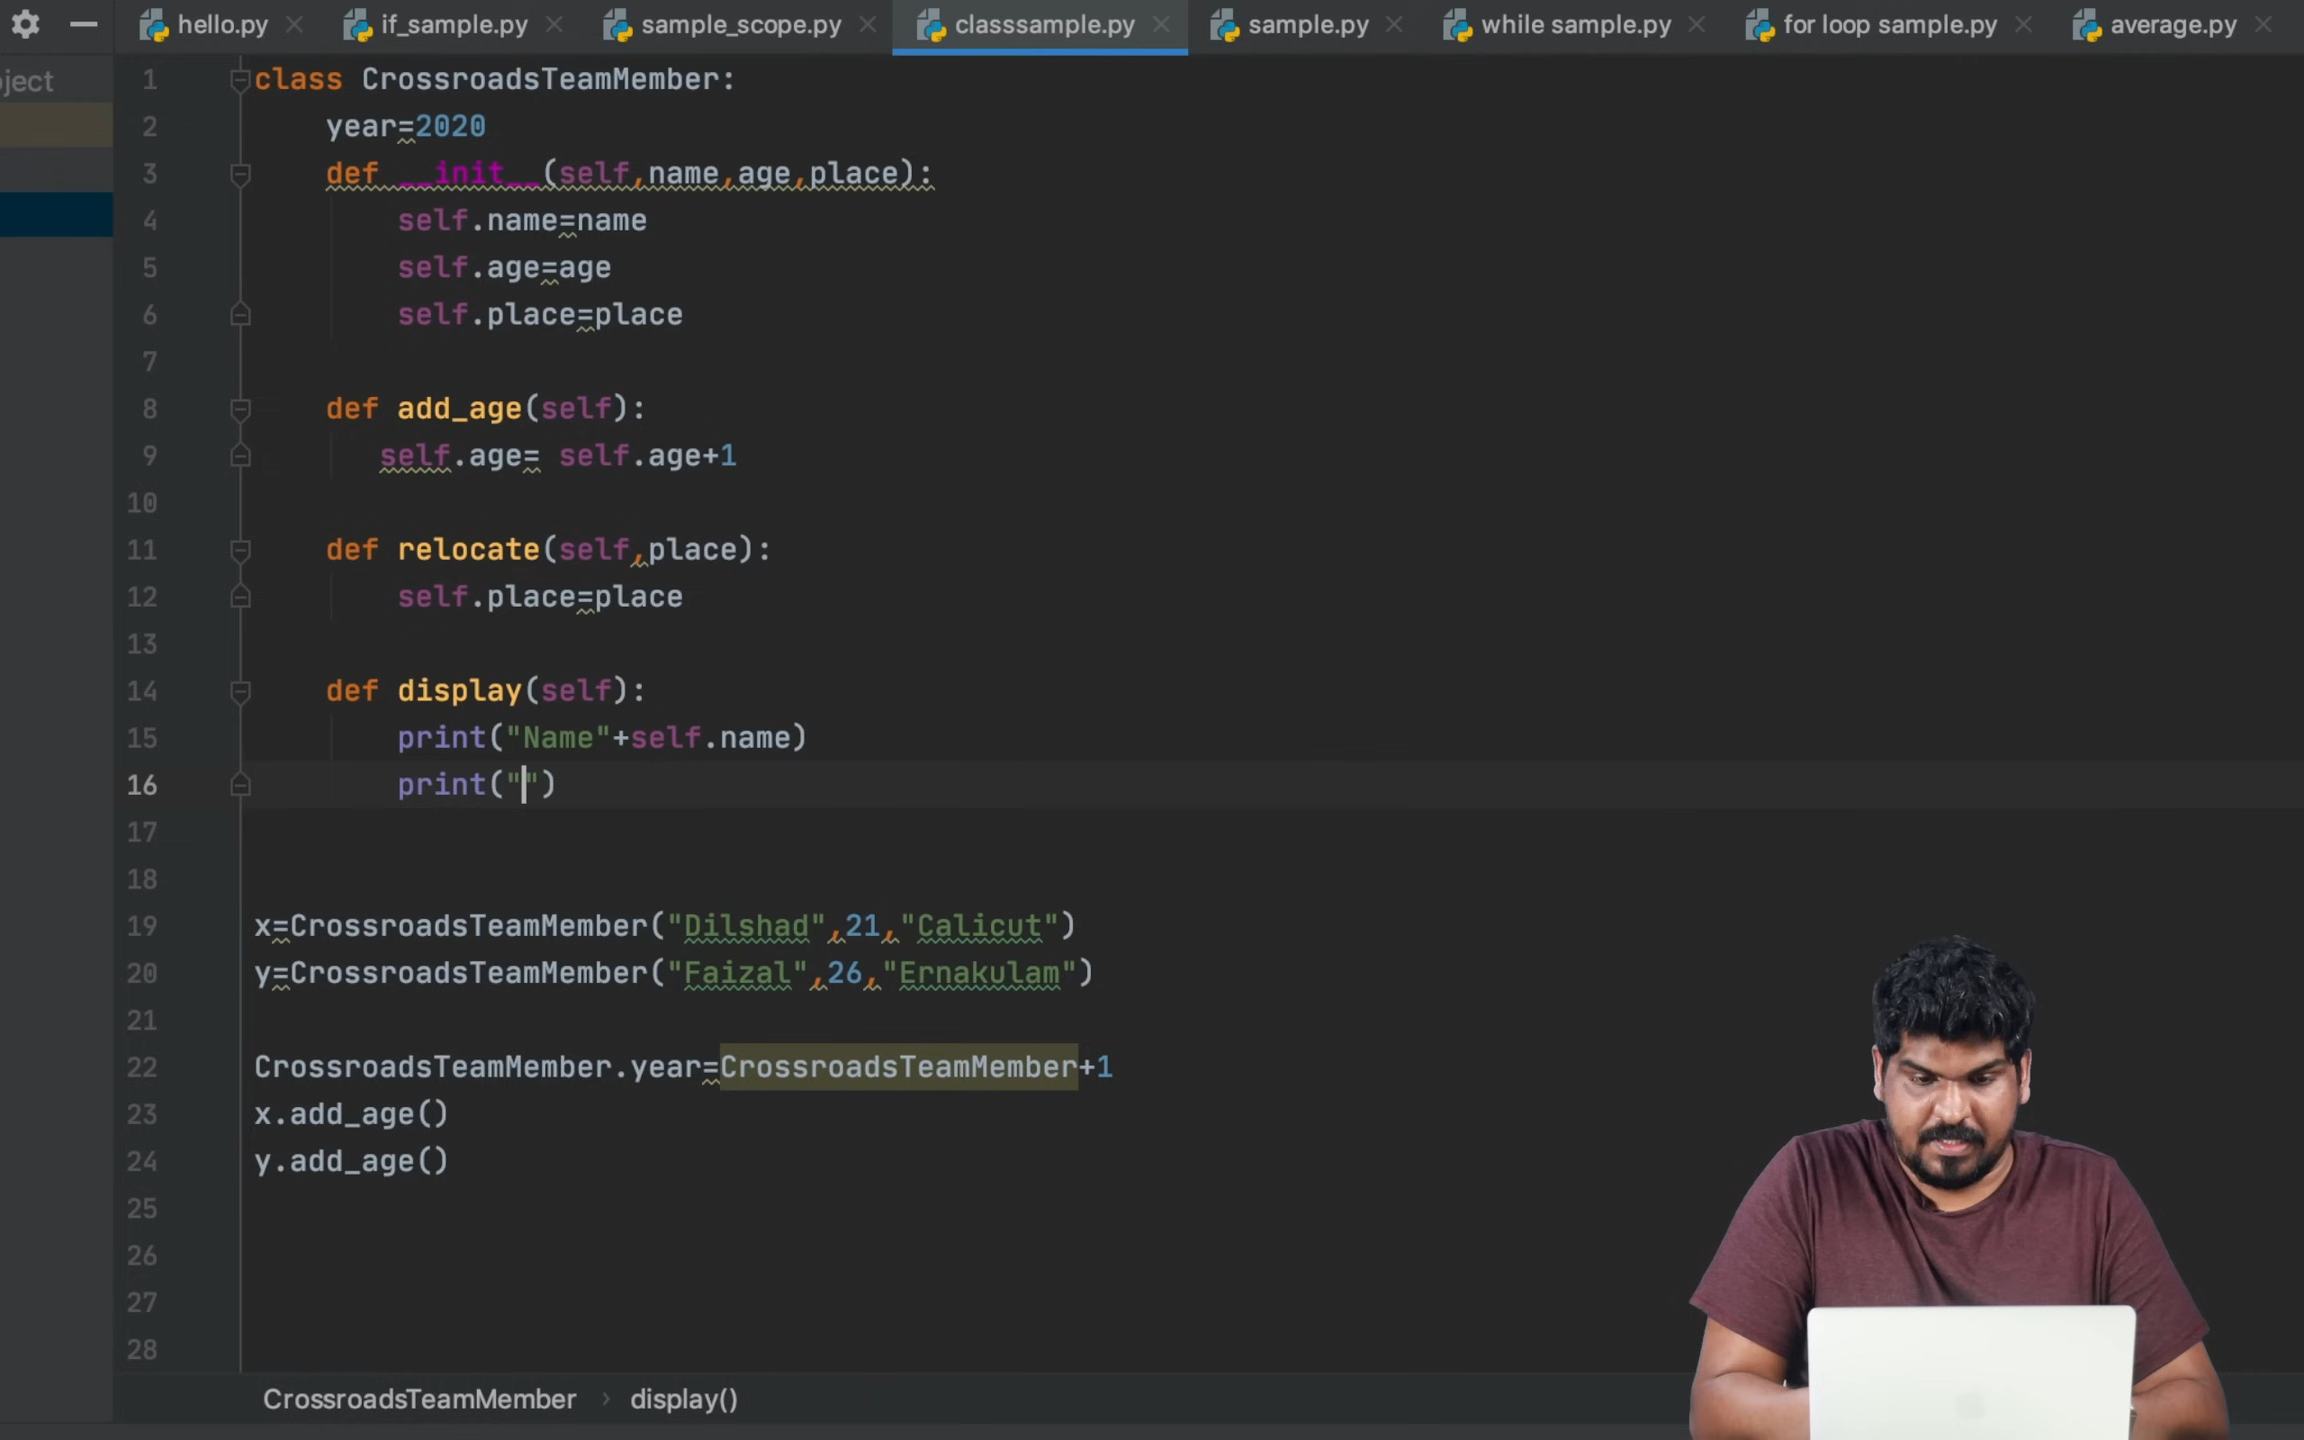 hello.py if_sample.py sample_scope.py classsample.py sample.py while sample.py for loop sample.py average.py
oject
1 class CrossroadsTeamMember:
2 year=2020
3 def __init__(self,name,age,place):
4 self.name=name
5 self.age=age
6 self.place=place
7
8 def add_age(self):
9 self.age= self.age+1
10
11 def relocate(self,place):
12 self.place=place
13
14 def display(self):
15 print("Name"+self.name)
16 print("")
17
18
19 x=CrossroadsTeamMember("Dilshad",21,"Calicut")
20 y=CrossroadsTeamMember("Faizal",26,"Ernakulam")
21
22 CrossroadsTeamMember.year=CrossroadsTeamMember+1
23 x.add_age()
24 y.add_age()
25
26
27
28
CrossroadsTeamMember › display()